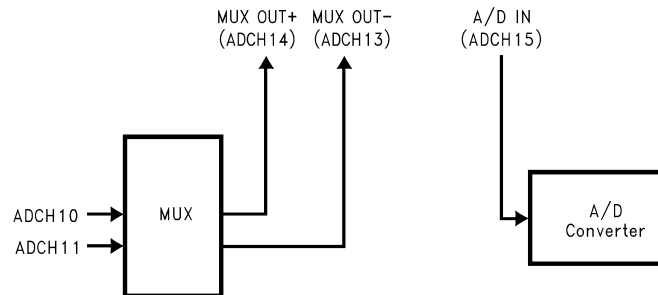 MUX OUT+ MUX OUT- A/D IN
(ADCH14) (ADCH13) (ADCH15)
ADCH10
ADCH11
MUX
A/D
Converter